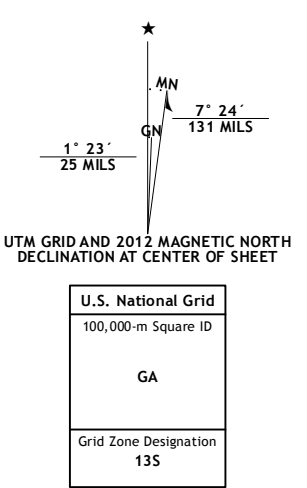 ★
MN
7° 24´
131 MILS
GN
1° 23´
25 MILS
UTM GRID AND 2012 MAGNETIC NORTH
DECLINATION AT CENTER OF SHEET
U.S. National Grid
100,000-m Square ID
GA
Grid Zone Designation
13S